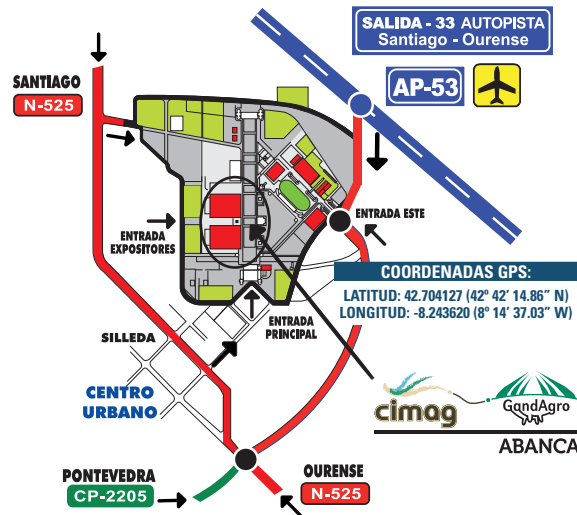 SALIDA - 33 AUTOPISTA
Santiago - Ourense
AP-53
SANTIAGO
N-525
ENTRADA ESTE
ENTRADA
EXPOSITORES
COORDENADAS GPS:
LATITUD: 42.704127 (42º 42’ 14.86” N)
LONGITUD: -8.243620 (8º 14’ 37.03” W)
ENTRADA
PRINCIPAL
SILLEDA
CENTRO
URBANO
cimag
GandAgro
ABANCA
PONTEVEDRA
CP-2205
OURENSE
N-525